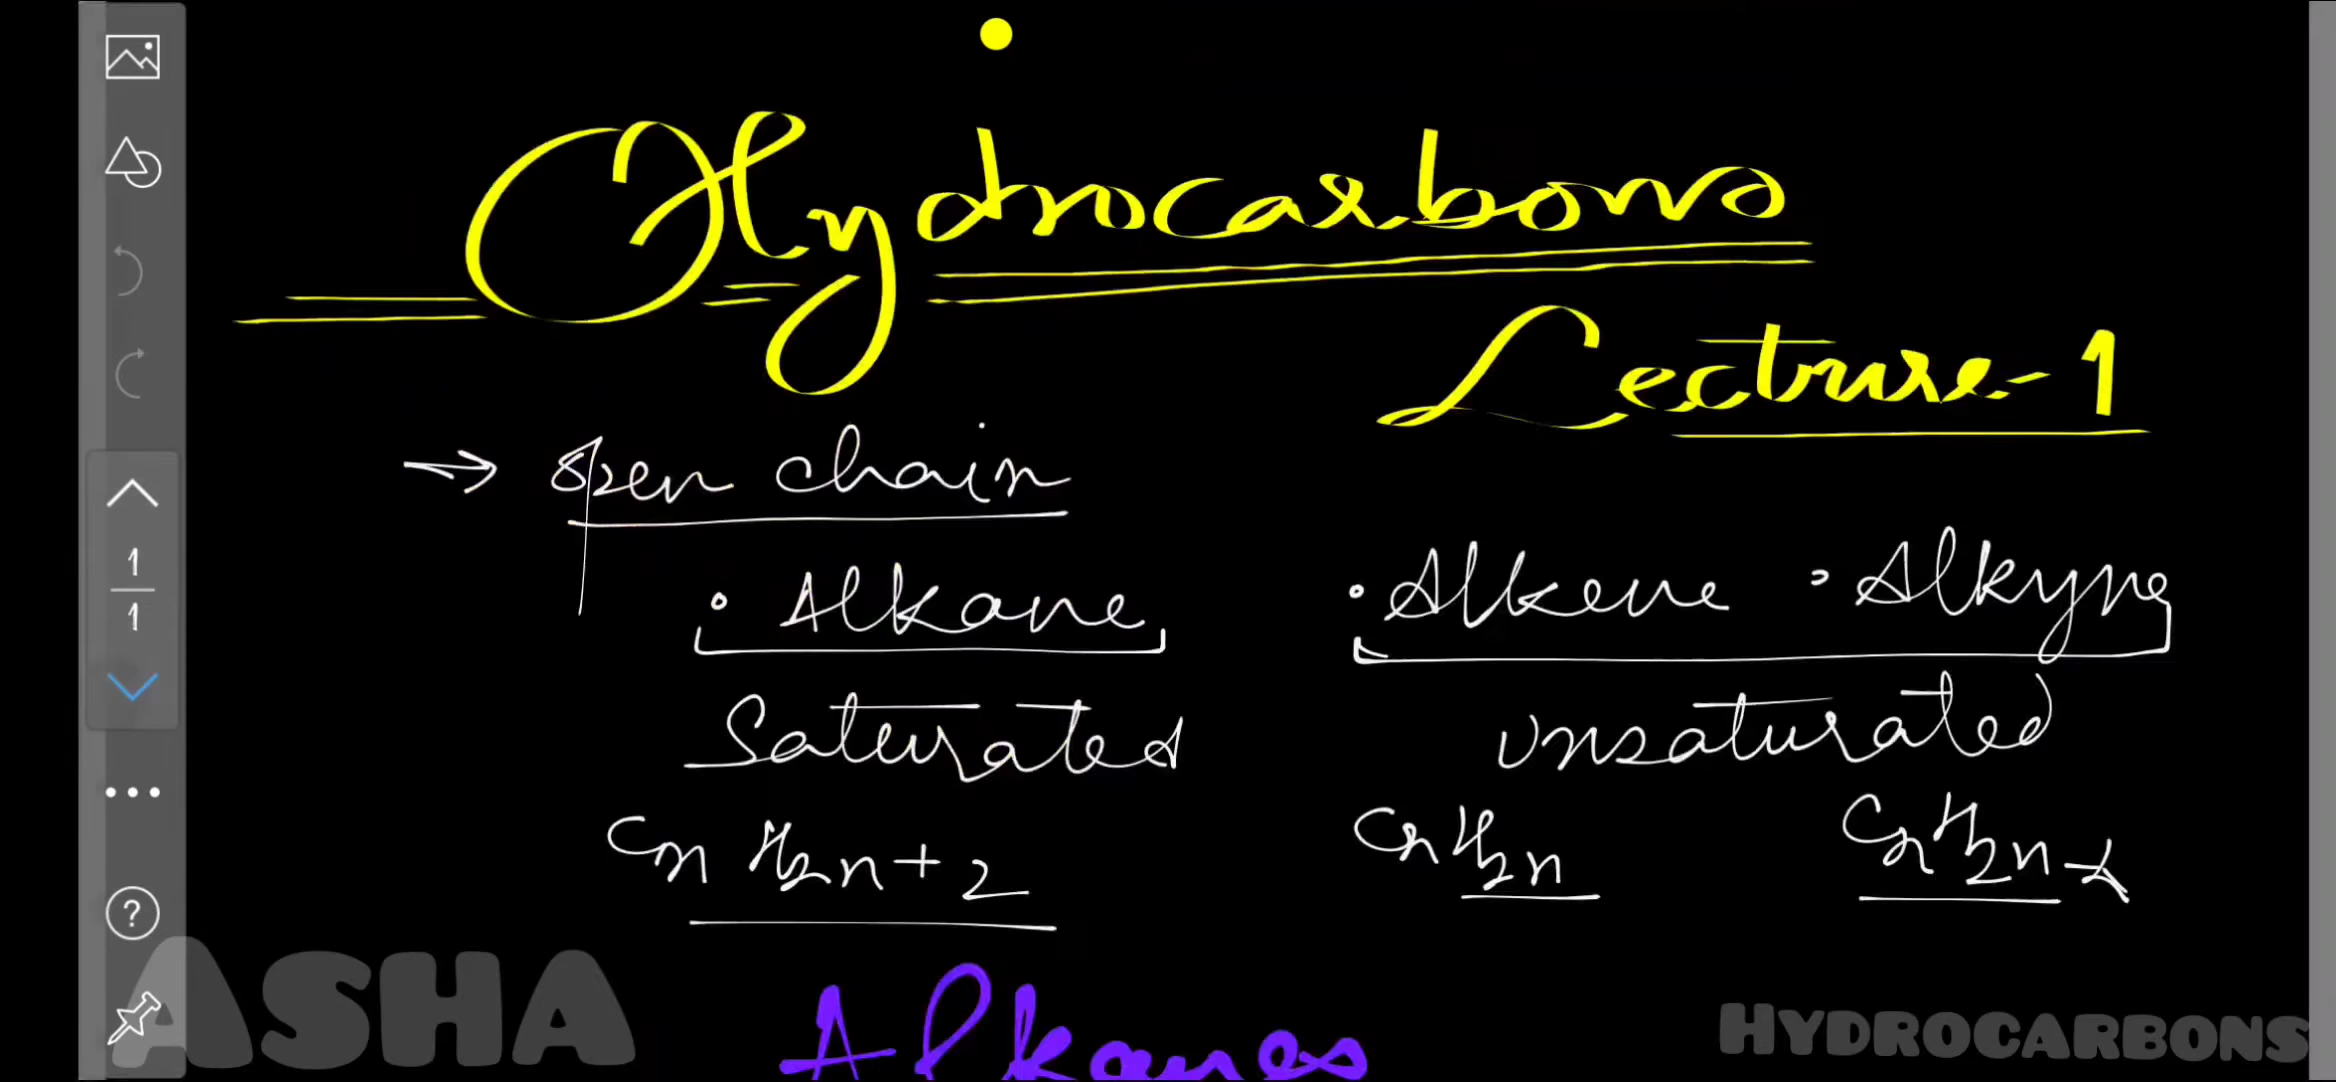 Hydrocarbons
Lecture-1
→ open chain
• Alkane • Alkene • Alkyne
Saturated Unsaturated
CnH2n+2 CnH2n CnH2n-2
Alkanes
1
1
?
ASHA
HYDROCARBONS